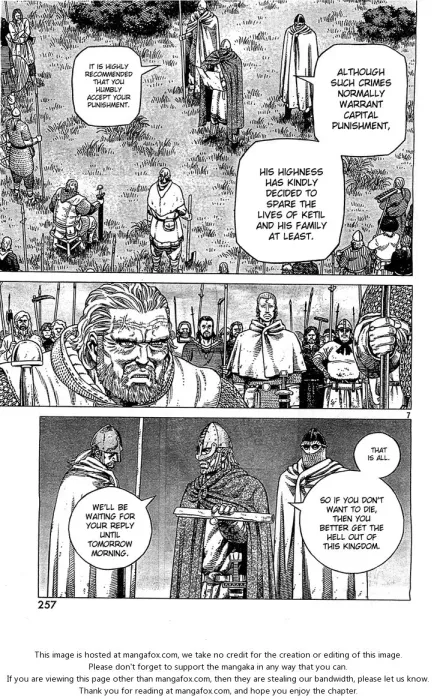 ALTHOUGH
SUCH CRIMES
NORMALLY
WARRANT
CAPITAL
PUNISHMENT,
HIS HIGHNESS
HAS KINDLY
DECIDED TO
SPARE THE
LIVES OF KETIL
AND HIS FAMILY
AT LEAST.
IT IS HIGHLY
RECOMMENDED
THAT YOU
HUMBLY
ACCEPT YOUR
PUNISHMENT.
7
THAT
IS ALL.
SO IF YOU DON'T
WANT TO DIE,
THEN YOU
BETTER GET THE
HELL OUT OF
THIS KINGDOM.
WE'LL BE
WAITING FOR
YOUR REPLY
UNTIL
TOMORROW
MORNING.
257
This image is hosted at mangafox.com, we take no credit for the creation or editing of this image.
Please don't forget to support the mangaka in any way that you can.
If you are viewing this page other than mangafox.com, then they are stealing our bandwidth, please let us know.
Thank you for reading at mangafox.com, and hope you enjoy the chapter.